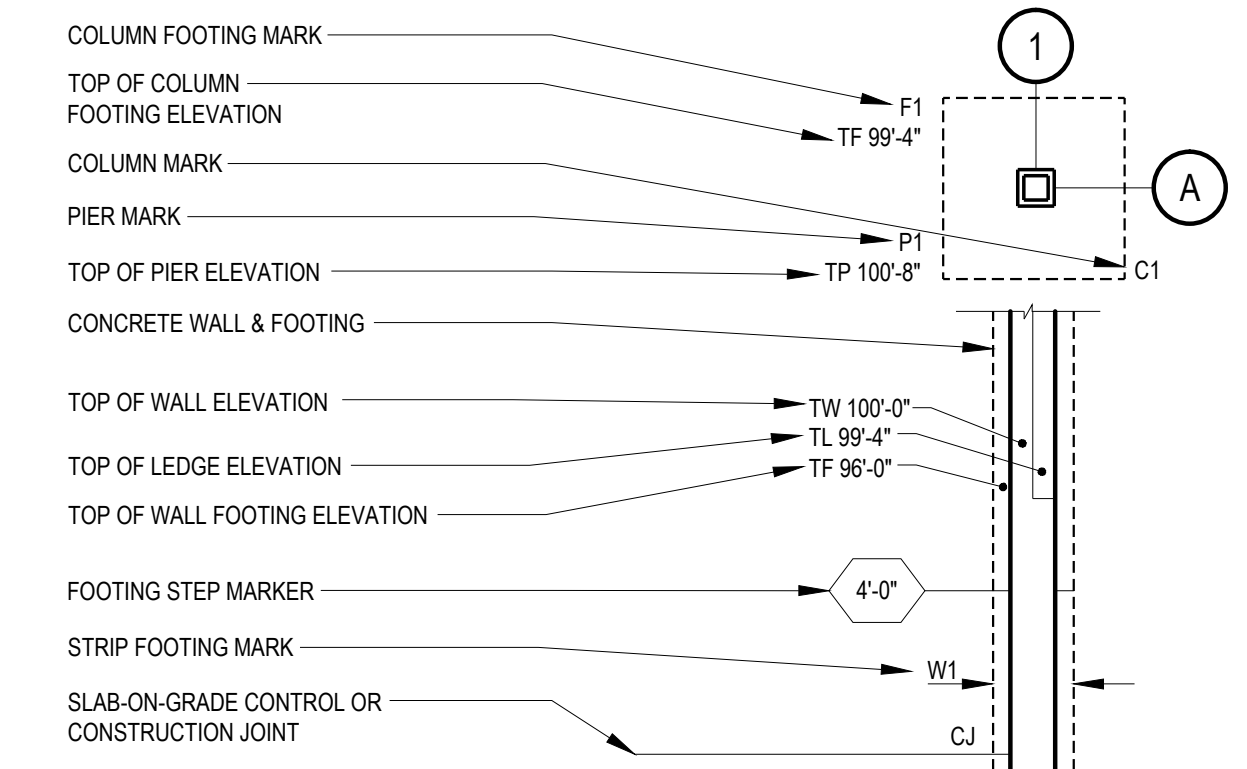 COLUMN FOOTING MARK
1
TOP OF COLUMN
FOOTING ELEVATION
F1
TF 99'-4"
COLUMN MARK
A
PIER MARK
P1
TOP OF PIER ELEVATION
TP 100'-8"
C1
CONCRETE WALL & FOOTING
TOP OF WALL ELEVATION
TW 100'-0"
TL 99'-4"
TOP OF LEDGE ELEVATION
TF 96'-0"
TOP OF WALL FOOTING ELEVATION
FOOTING STEP MARKER
4'-0"
STRIP FOOTING MARK
W1
SLAB-ON-GRADE CONTROL OR
CONSTRUCTION JOINT
CJ